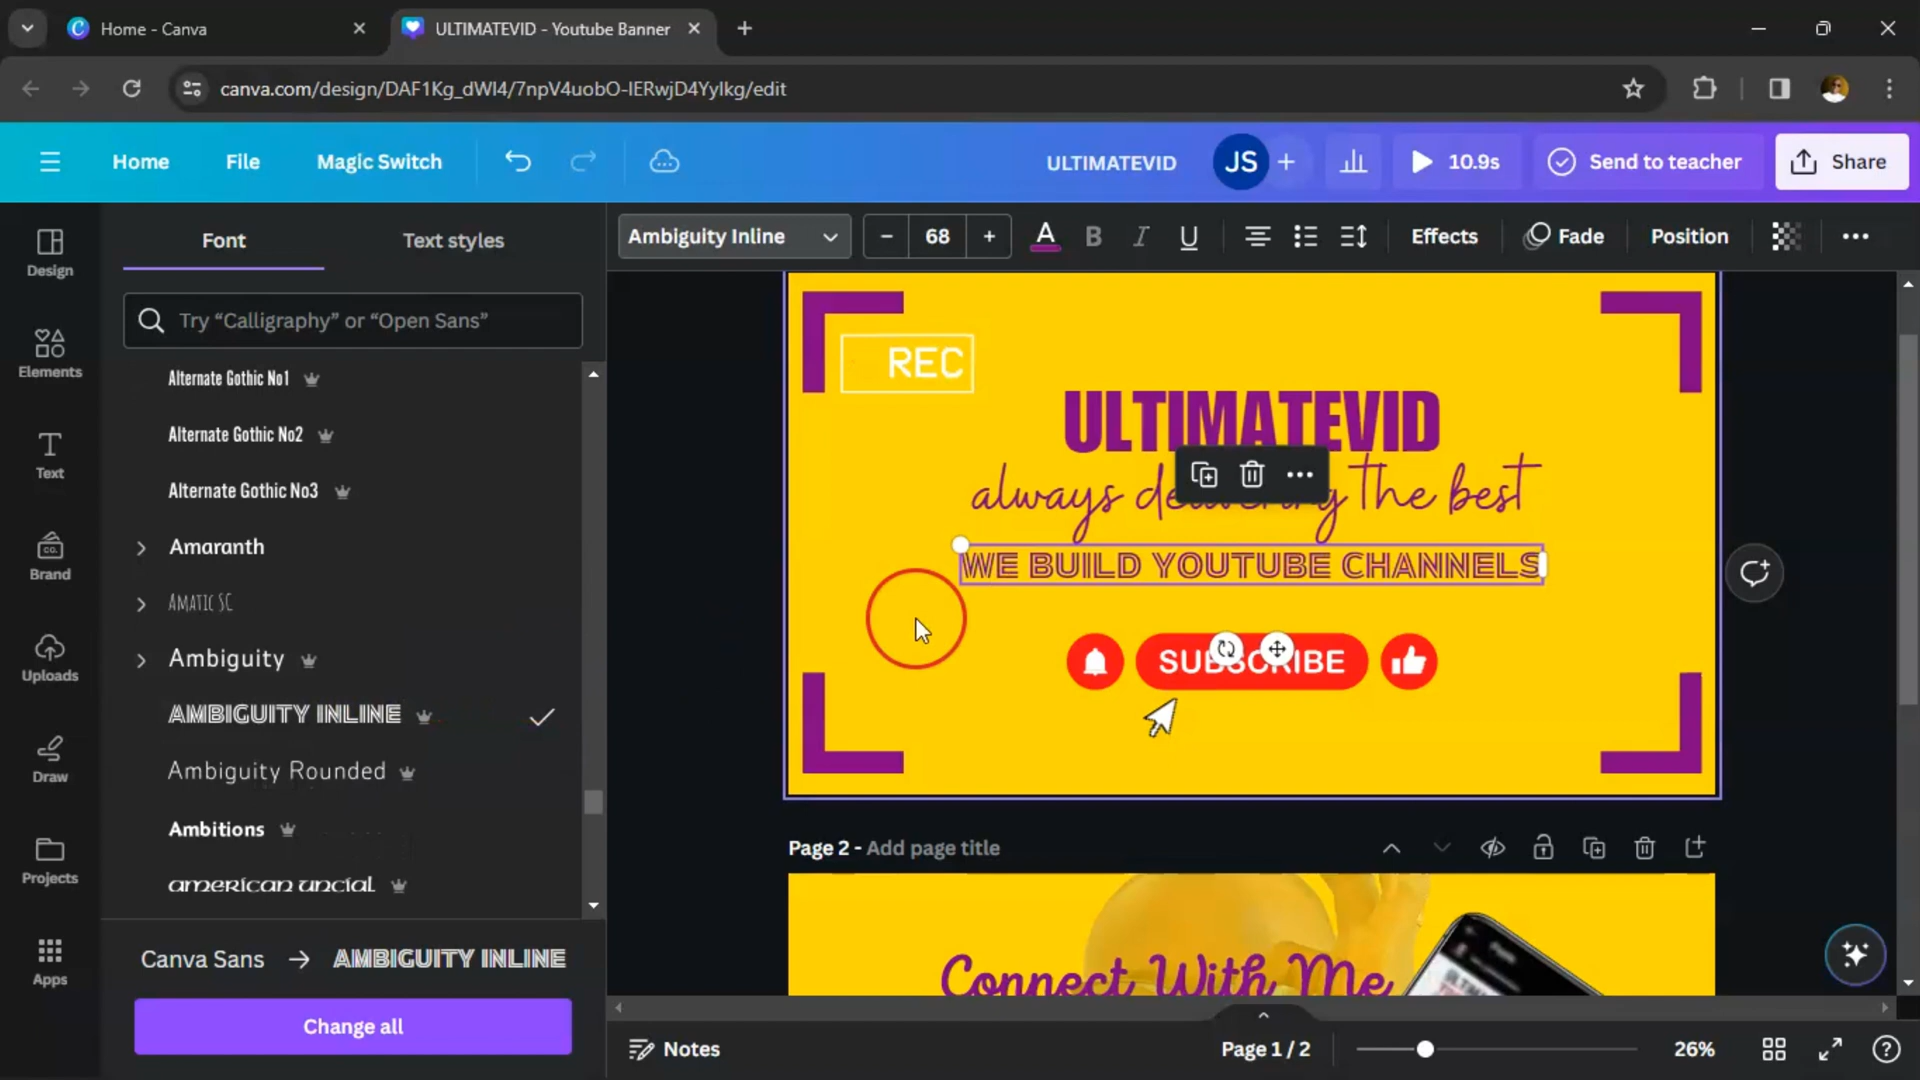 Home - Canva
ULTIMATEVID - Youtube Banner
canva.com/design/DAF1Kg_dWI4/7npV4uobO-IERwjD4Yylkg/edit
Home
File
Magic Switch
ULTIMATEVID
JS
10.9s
Send to teacher
Share
Design
Elements
Text
Brand
CO.
Uploads
Draw
Projects
Apps
Font
Text styles
Try “Calligraphy” or “Open Sans”
Alternate Gothic No1
Alternate Gothic No2
Alternate Gothic No3
Amaranth
AMATIC SC
Ambiguity
AMBIGUITY INLINE
Ambiguity Rounded
Ambitions
american uncial
Canva Sans → AMBIGUITY INLINE
Change all
Ambiguity Inline
68
A
B
I
U
Effects
Fade
Position
REC
ULTIMATEVID
always delivering the best
WE BUILD YOUTUBE CHANNELS
SUBSCRIBE
Page 2 - Add page title
Connect With Me
Notes
Page 1 / 2
26%